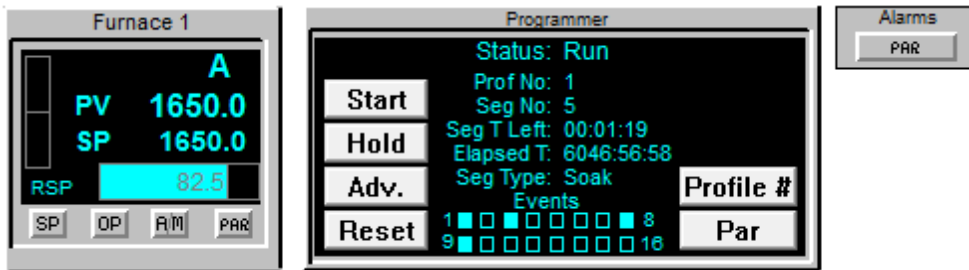 Furnace 1
A
PV 1650.0
SP 1650.0
RSP 82.5
SP OP A/M PAR
Programmer
Status: Run
Prof No: 1
Seg No: 5
Seg T Left: 00:01:19
Elapsed T: 6046:56:58
Seg Type: Soak
Events
1 8
9 16
Start
Hold
Adv.
Reset
Profile #
Par
Alarms
PAR